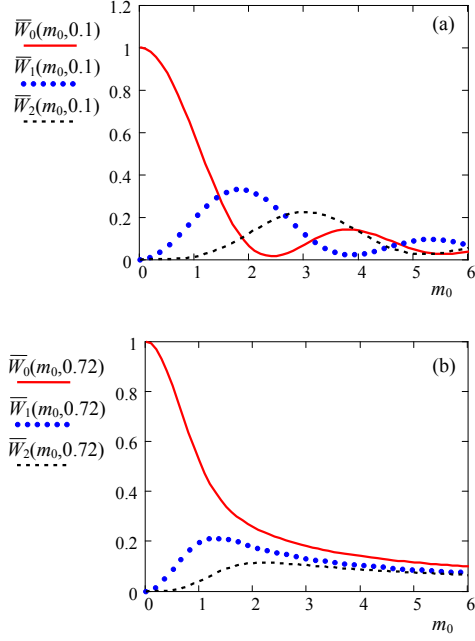 1.2
(a)
W̅₀(m₀,0.1)
1
W̅₁(m₀,0.1)
0.8
W̅₂(m₀,0.1)
0.6
0.4
0.2
0
0 1 2 3 4 5 6
m₀
1
(b)
W̅₀(m₀,0.72)
0.8
W̅₁(m₀,0.72)
0.6
W̅₂(m₀,0.72)
0.4
0.2
0
0 1 2 3 4 5 6
m₀